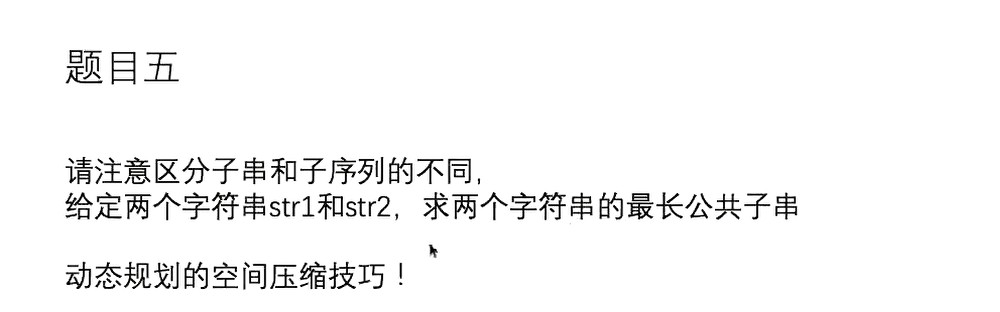 题目五
请注意区分子串和子序列的不同，
给定两个字符串str1和str2，求两个字符串的最长公共子串
动态规划的空间压缩技巧！